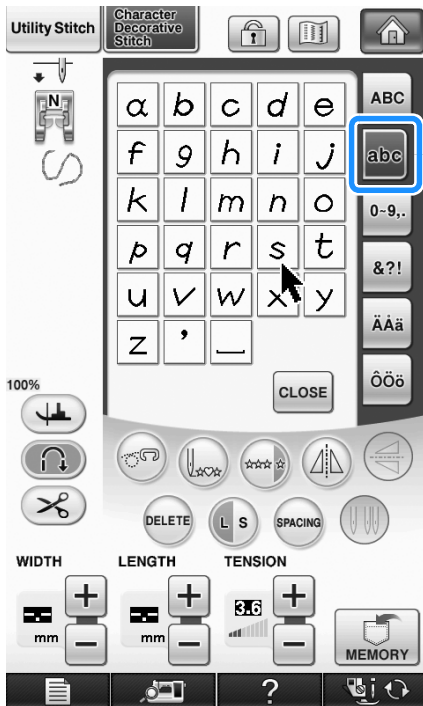 Utility Stitch
Character
Decorative
Stitch
N
a b c d e
ABC
f g h i j
abc
k l m n o
0~9,.
p q r s t
&?!
u v w x y
ÄÅä
z ’ _
ÔÖö
100%
CLOSE
DELETE
L S
SPACING
WIDTH
LENGTH
TENSION
+
+
3.6
+
mm
−
mm
−
−
MEMORY
?